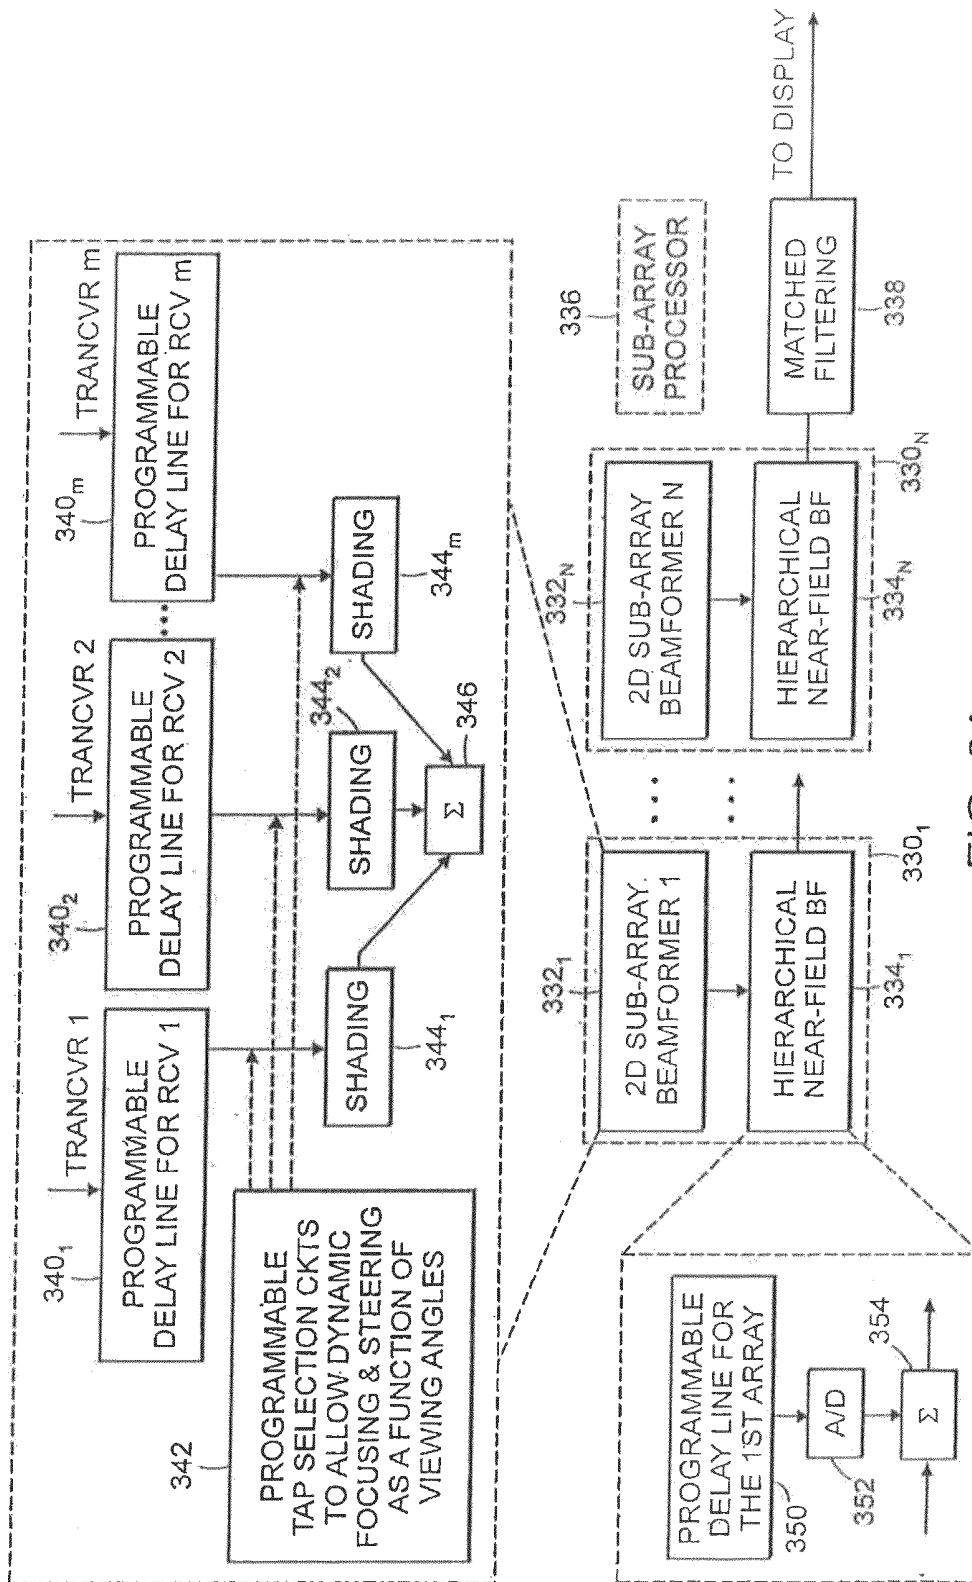 340₁
TRANCVR 1
PROGRAMMABLE
DELAY LINE FOR RCV 1
340₂
TRANCVR 2
PROGRAMMABLE
DELAY LINE FOR RCV 2
•••
340ₘ
TRANCVR m
PROGRAMMABLE
DELAY LINE FOR RCV m
342
PROGRAMMABLE
TAP SELECTION CKTS
TO ALLOW DYNAMIC
FOCUSING & STEERING
AS A FUNCTION OF
VIEWING ANGLES
SHADING
344₁
SHADING
344₂
SHADING
344ₘ
Σ
346
350
PROGRAMMABLE
DELAY LINE FOR
THE 1ST ARRAY
A/D
352
Σ
354
332₁
2D SUB-ARRAY.
BEAMFORMER 1
HIERARCHICAL
NEAR-FIELD BF
334₁
330₁
•••
•••
332_N
2D SUB-ARRAY
BEAMFORMER N
HIERARCHICAL
NEAR-FIELD BF
334_N
330_N
336
SUB-ARRAY
PROCESSOR
MATCHED
FILTERING
338
TO DISPLAY